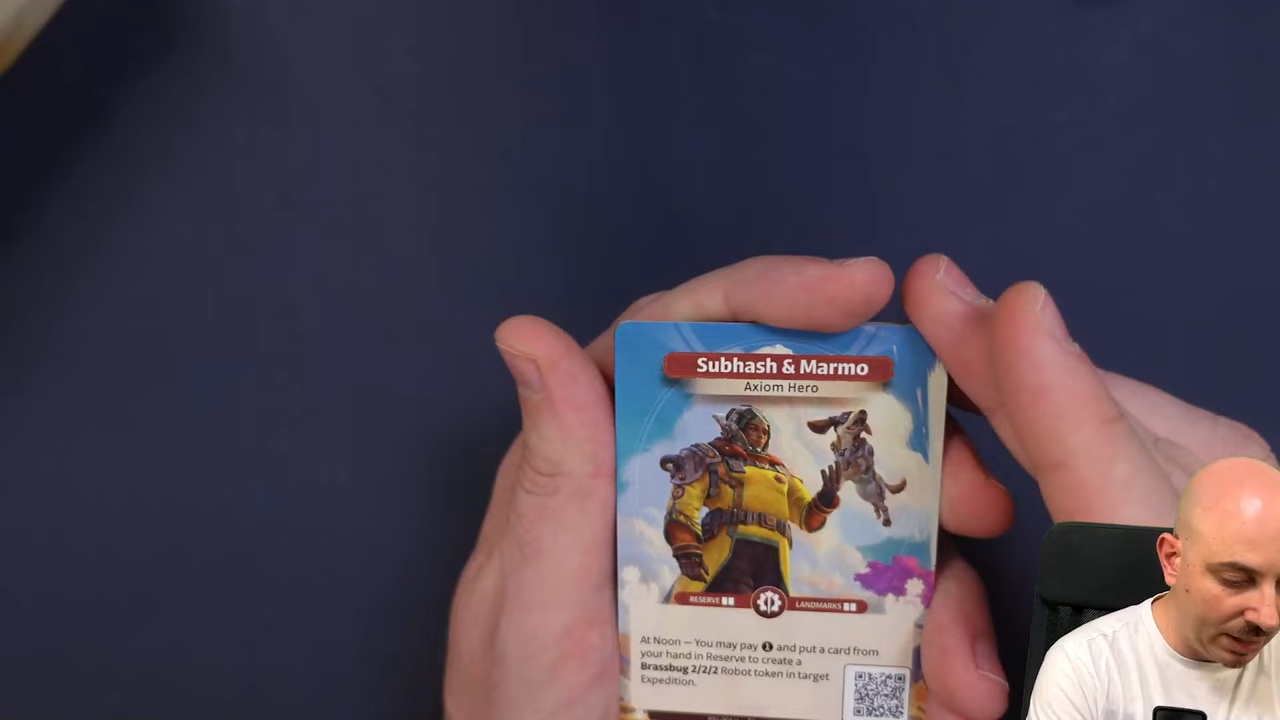 Subhash & Marmo
Axiom Hero
RESERVE
LANDMARKS
At Noon — You may pay 1 and put a card from
your hand in Reserve to create a
Brassbug 2/2/2 Robot token in target
Expedition.